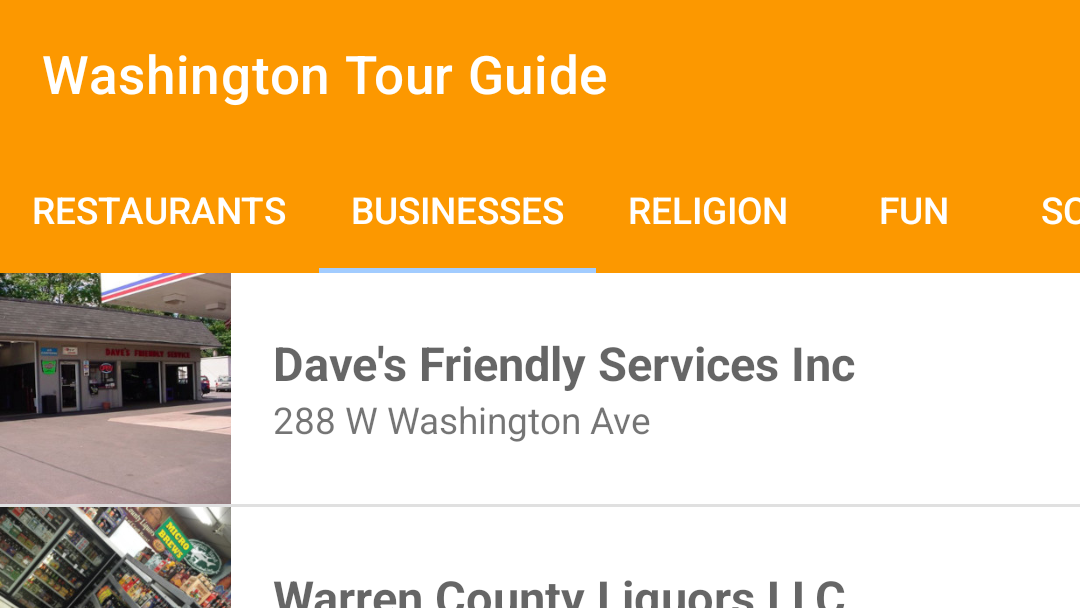 Washington Tour Guide
RESTAURANTS BUSINESSES RELIGION FUN SC
DAVE'S FRIENDLY SERVICE
Dave's Friendly Services Inc
288 W Washington Ave
MICRO
BREWS
Warren County Liquors LLC